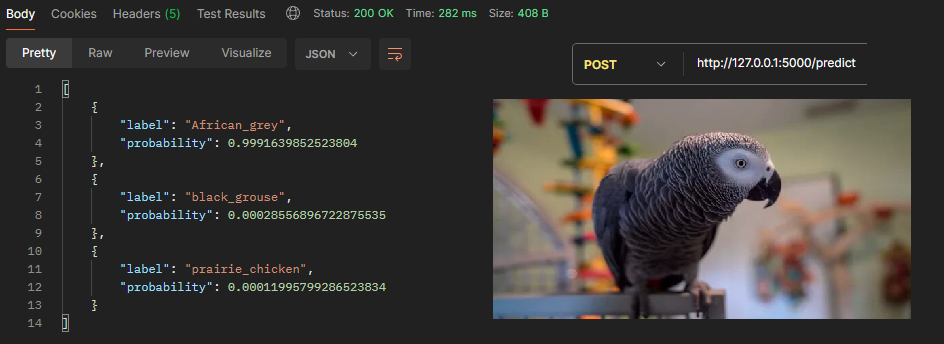 Body Cookies Headers (5) Test Results Status: 200 OK Time: 282 ms Size: 408 B
Pretty Raw Preview Visualize JSON
POST http://127.0.0.1:5000/predict
1 [
2 {
3 "label": "African_grey",
4 "probability": 0.9991639852523804
5 },
6 {
7 "label": "black_grouse",
8 "probability": 0.00028556896722875535
9 },
10 {
11 "label": "prairie_chicken",
12 "probability": 0.00011995799286523834
13 }
14 ]